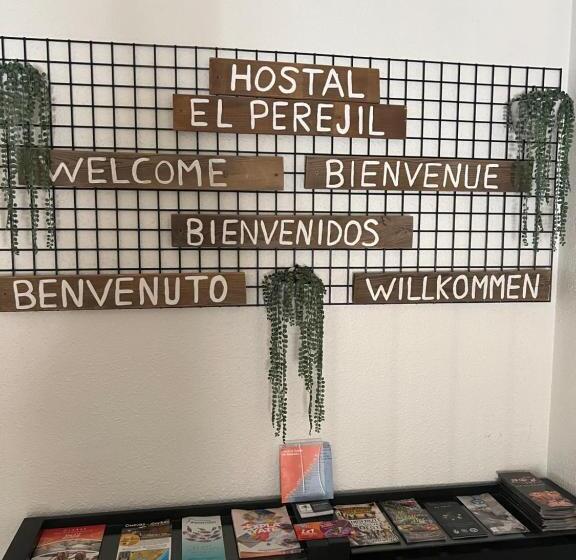 HOSTAL
EL PEREJIL
WELCOME
BIENVENUE
BIENVENIDOS
BENVENUTO
WILLKOMMEN